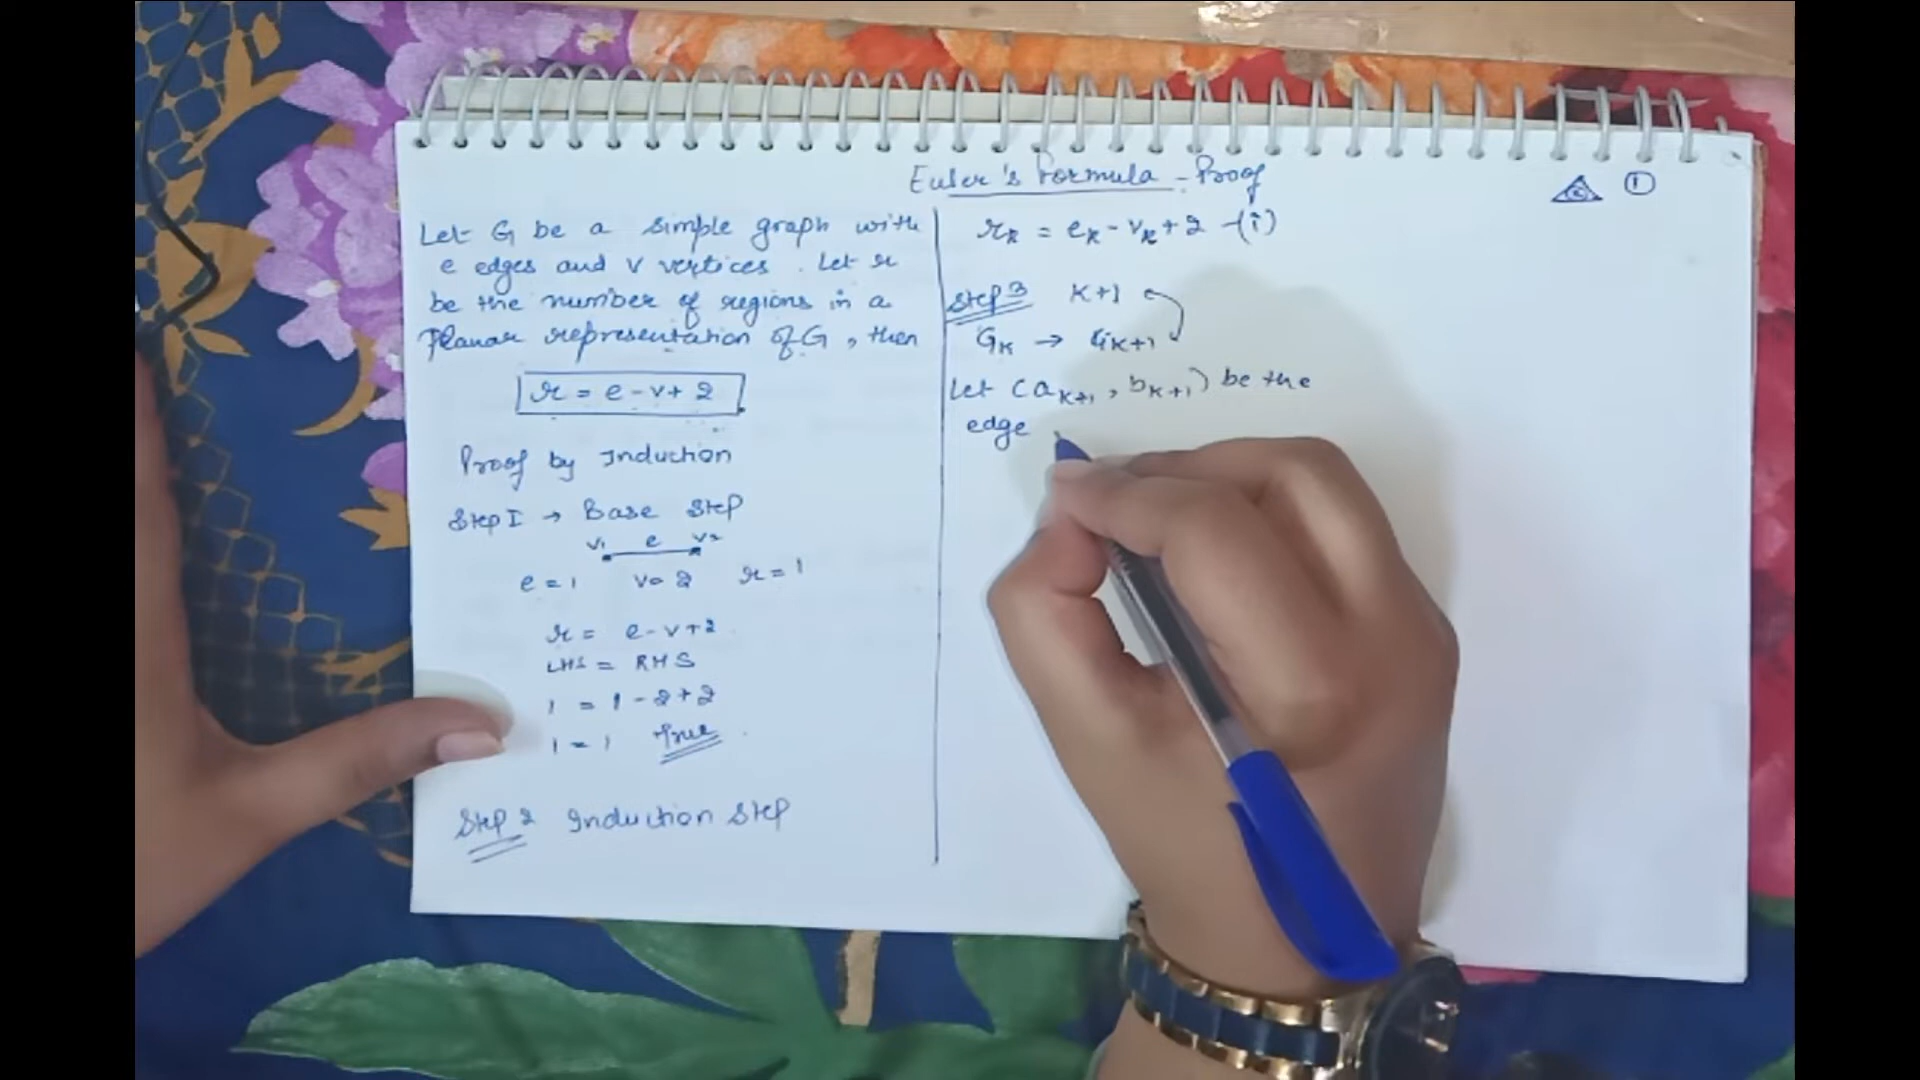 Euler's Formula - Proof
C 1
Let G be a simple graph with
e edges and v vertices. Let r
be the number of regions in a
Planar representation of G, then
r = e-v+2
Proof by Induction
Step I → Base Step
v1 e v2
e = 1 v = 2 r = 1
r = e-v+2
LHS = RHS
1 = 1-2+2
1 = 1 True
Step 2 Induction Step
rk = ek - vk + 2 -(i)
Step 3 K+1
Gk → Gk+1
Let (ak+1, bk+1) be the
edge